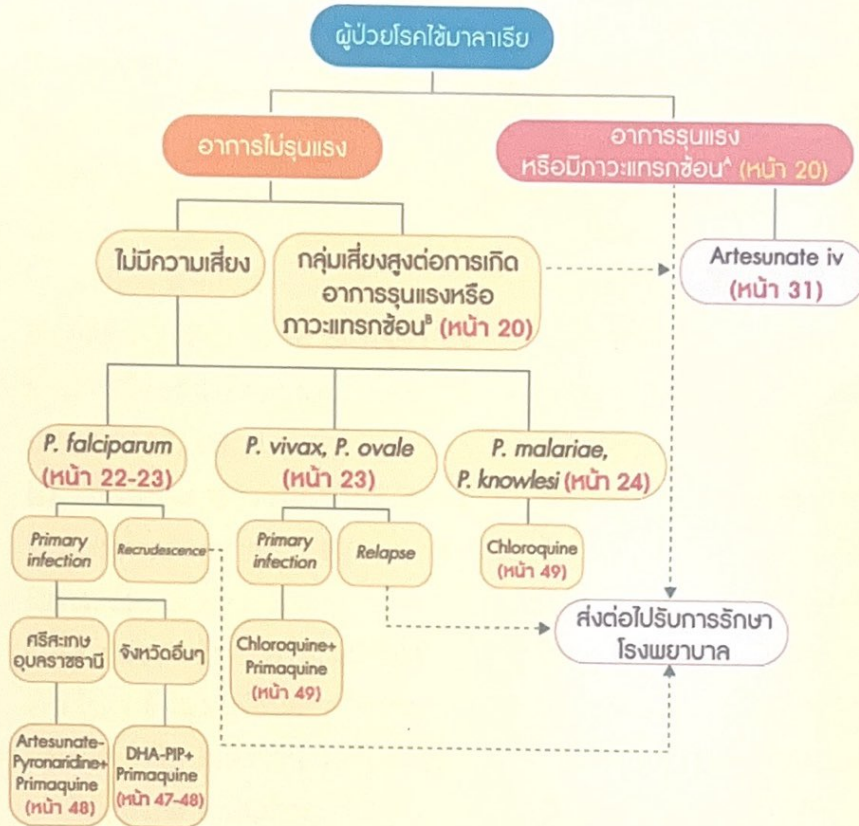 ผู้ป่วยโรคไข้มาลาเรีย
อาการไม่รุนแรง
อาการรุนแรง
หรือมีภาวะแทรกซ้อนᴬ (หน้า 20)
ไม่มีความเสี่ยง
กลุ่มเสี่ยงสูงต่อการเกิด
อาการรุนแรงหรือ
ภาวะแทรกซ้อนᴮ (หน้า 20)
Artesunate iv
(หน้า 31)
P. falciparum
(หน้า 22-23)
P. vivax, P. ovale
(หน้า 23)
P. malariae,
P. knowlesi (หน้า 24)
Primary
infection
Recrudescence
Primary
infection
Relapse
Chloroquine
(หน้า 49)
ศรีสะเกษ
อุบลราชธานี
จังหวัดอื่นๆ
Chloroquine+
Primaquine
(หน้า 49)
ส่งต่อไปรับการรักษา
โรงพยาบาล
Artesunate-
Pyronaridine+
Primaquine
(หน้า 48)
DHA-PIP+
Primaquine
(หน้า 47-48)